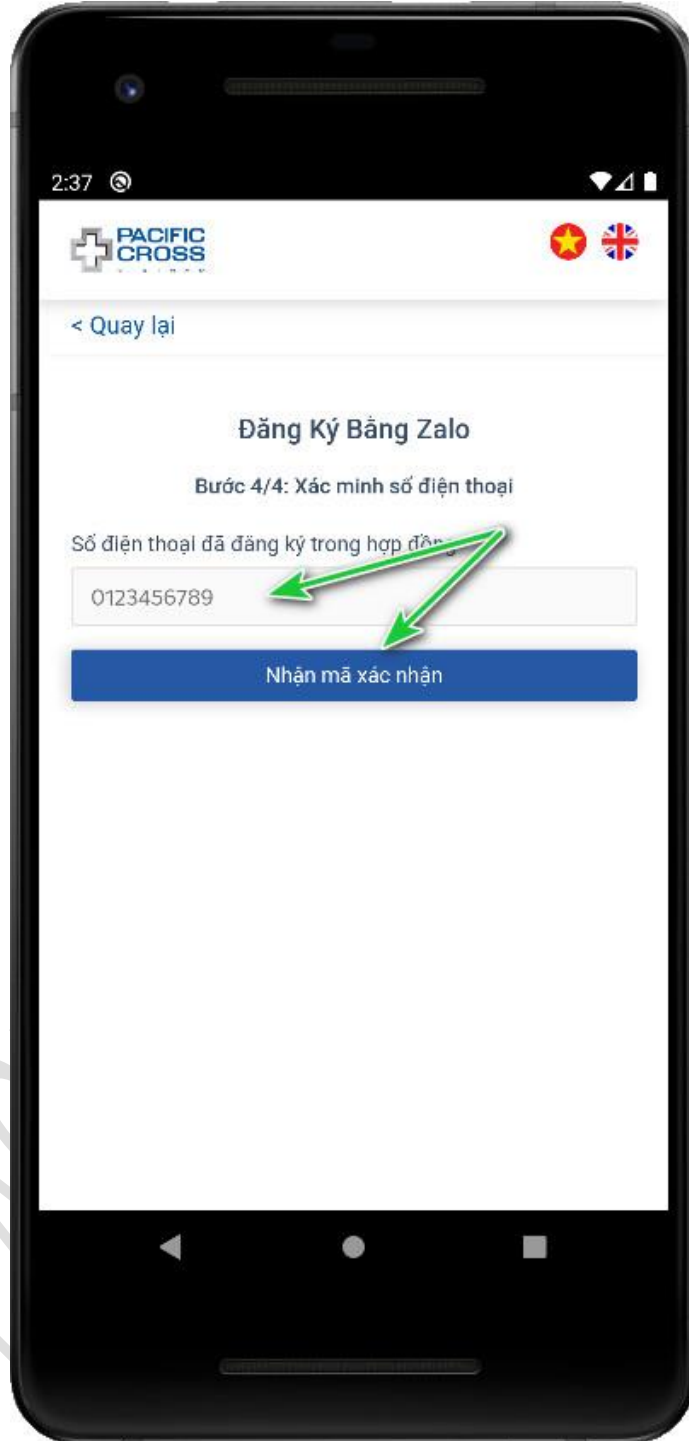 2:37
PACIFIC
CROSS
< Quay lại
Đăng Ký Bằng Zalo
Bước 4/4: Xác minh số điện thoại
Số điện thoại đã đăng ký trong hợp đồng
0123456789
Nhận mã xác nhận